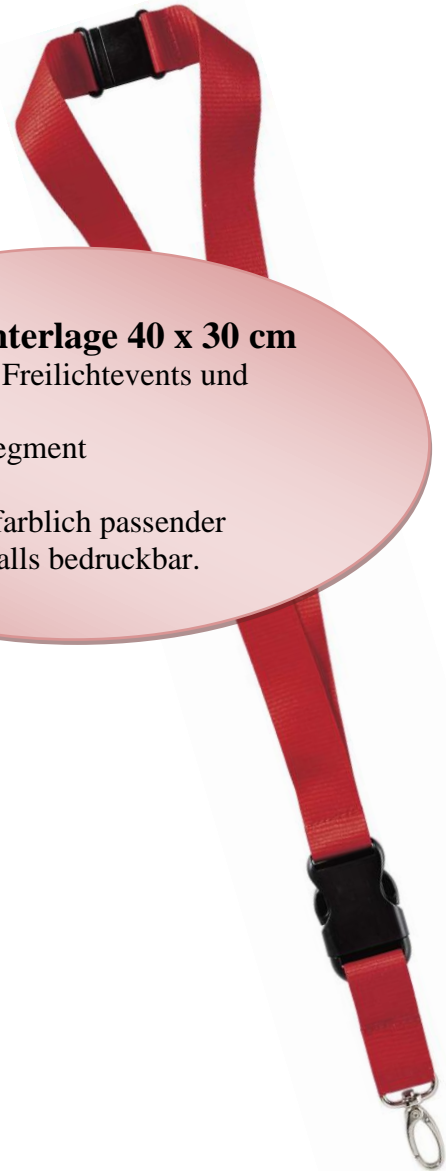 nterlage 40 x 30 cm
Freilichtevents und
egment
farblich passender
alls bedruckbar.